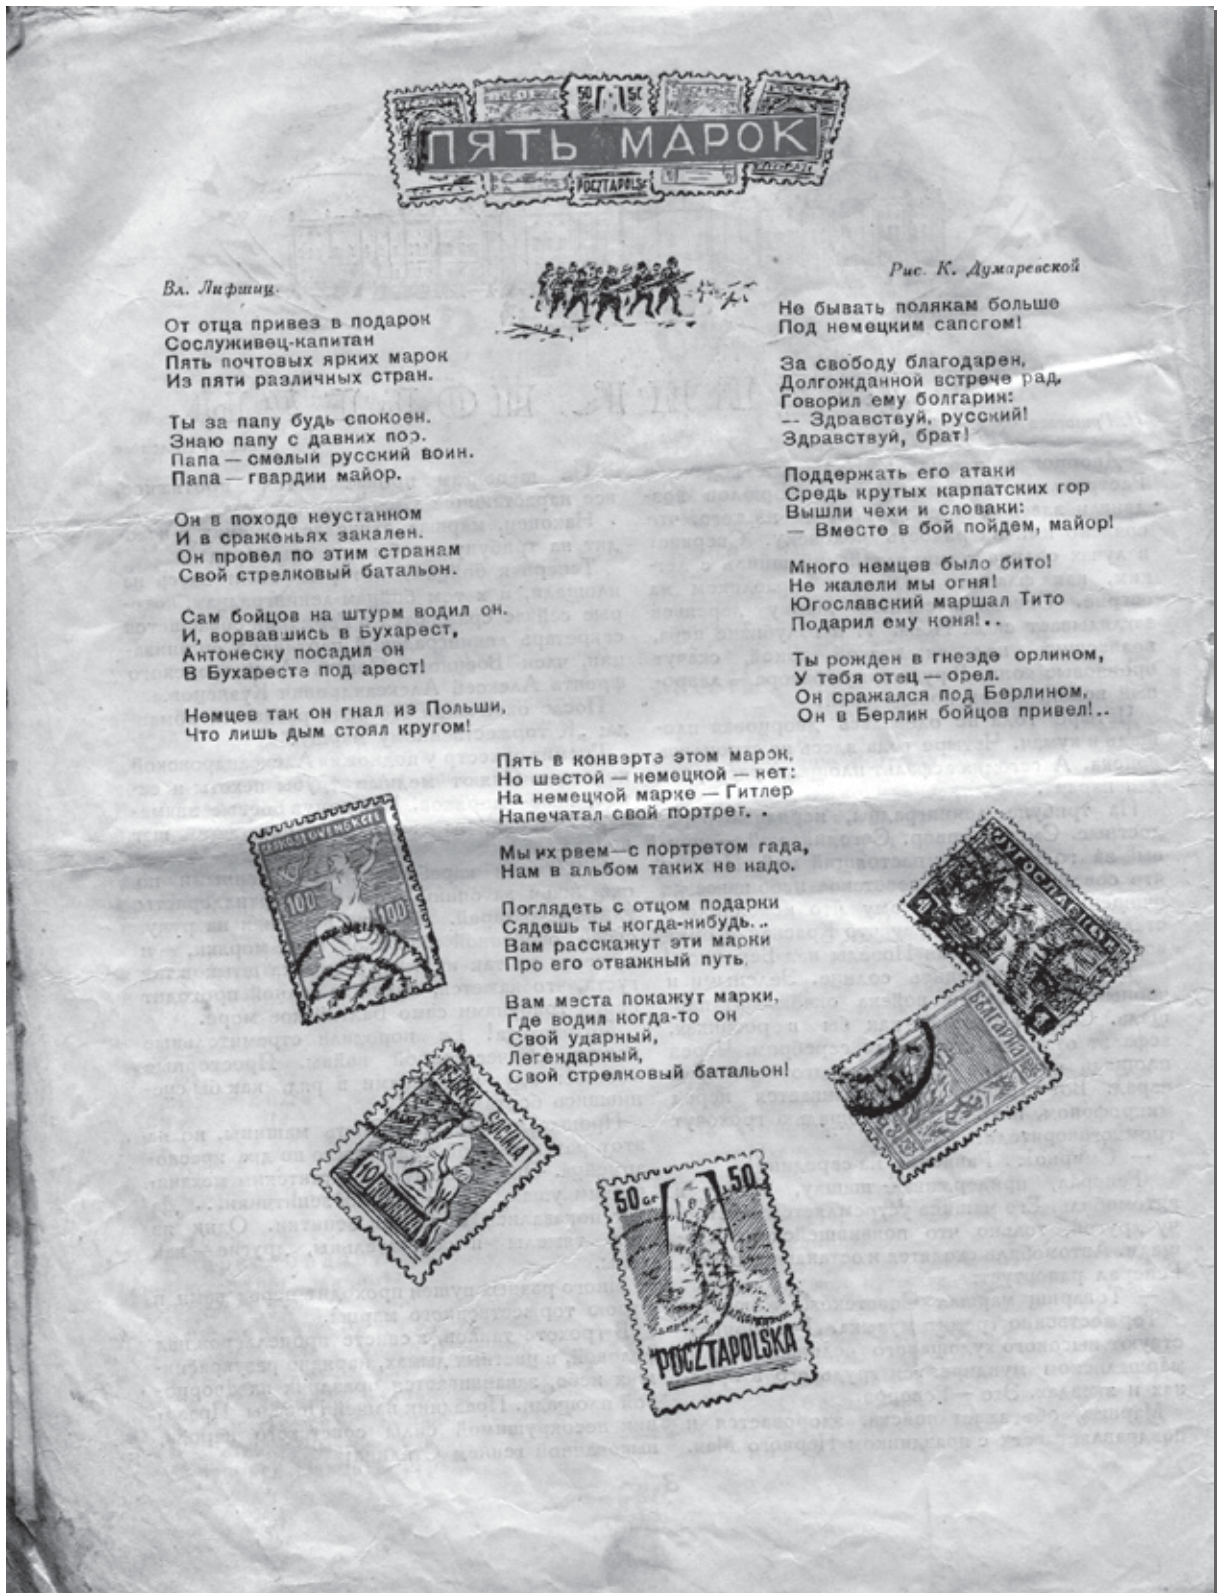 ПЯТЬ МАРОК
50 50
POCZTAPOLSK
Вл. Лифшиц.
Рис. К. Думаревской
От отца привез в подарок
Сослуживец-капитан
Пять почтовых ярких марок
Из пяти различных стран.
Ты за папу будь спокоен.
Знаю папу с давних пор.
Папа — смелый русский воин.
Папа — гвардии майор.
Он в походе неустанном
И в сраженьях закален.
Он провел по этим странам
Свой стрелковый батальон.
Сам бойцов на штурм водил он.
И, ворвавшись в Бухарест,
Антонеску посадил он
В Бухаресте под арест!
Немцев так он гнал из Польши,
Что лишь дым стоял кругом!
Не бывать полякам больше
Под немецким сапогом!
За свободу благодарен,
Долгожданной встрече рад,
Говорил ему болгарин:
— Здравствуй, русский!
Здравствуй, брат!
Поддержать его атаки
Средь крутых карпатских гор
Вышли чехи и словаки:
— Вместе в бой пойдем, майор!
Много немцев было бито!
Не жалели мы огня!
Югославский маршал Тито
Подарил ему коня!..
Ты рожден в гнезде орлином,
У тебя отец — орел.
Он сражался под Берлином,
Он в Берлин бойцов привел!..
Пять в конверте этом марок,
Но шестой — немецкой — нет:
На немецкой марке — Гитлер
Напечатал свой портрет. .
Мы их рвем — с портретом гада,
Нам в альбом таких не надо.
Поглядеть с отцом подарки
Сядешь ты когда-нибудь...
Вам расскажут эти марки
Про его отважный путь
Вам места покажут марки,
Где водил когда-то он
Свой ударный,
Легендарный,
Свой стрелковый батальон!
100 100
ЈУГОСЛАВИЈА
4
БЪЛГАРИЯ
SOCIALA
10 ROMANIA
50 GR 50
POCZTAPOLSKA